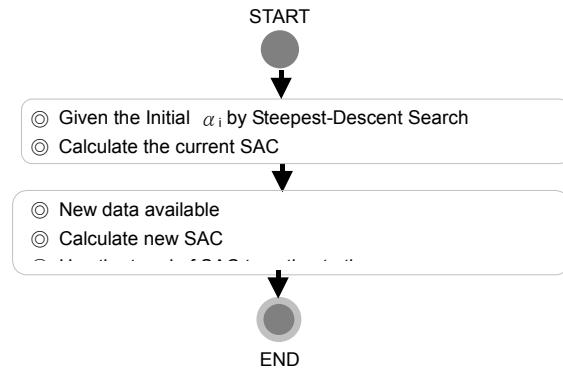 START
◎ Given the Initial α i by Steepest-Descent Search
◎ Calculate the current SAC
◎ New data available
◎ Calculate new SAC
END